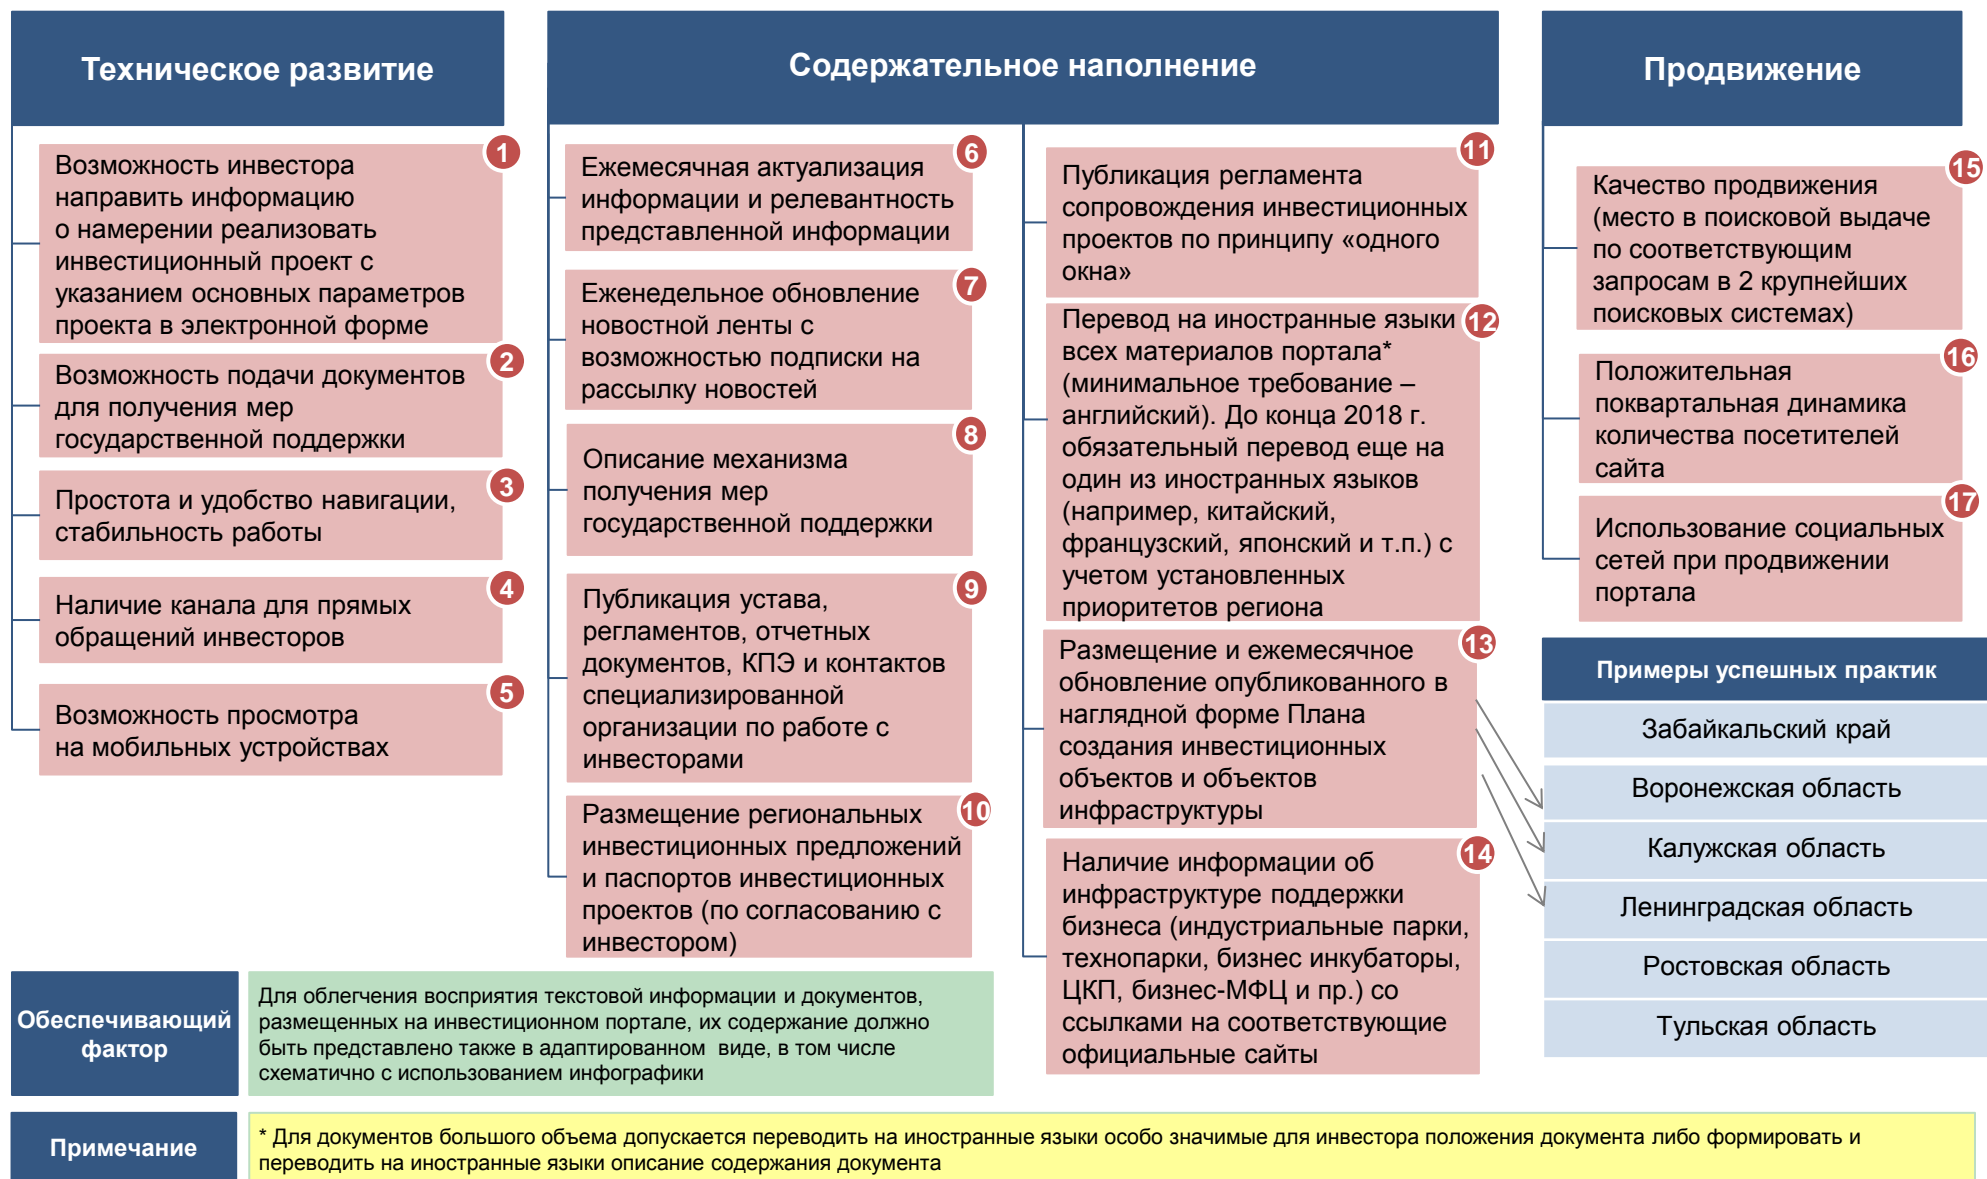 Техническое развитие
1
Возможность инвестора
направить информацию
о намерении реализовать
инвестиционный проект с
указанием основных параметров
проекта в электронной форме
2
Возможность подачи документов
для получения мер
государственной поддержки
3
Простота и удобство навигации,
стабильность работы
4
Наличие канала для прямых
обращений инвесторов
5
Возможность просмотра
на мобильных устройствах
Содержательное наполнение
6
Ежемесячная актуализация
информации и релевантность
представленной информации
7
Еженедельное обновление
новостной ленты с
возможностью подписки на
рассылку новостей
8
Описание механизма
получения мер
государственной поддержки
9
Публикация устава,
регламентов, отчетных
документов, КПЭ и контактов
специализированной
организации по работе с
инвесторами
10
Размещение региональных
инвестиционных предложений
и паспортов инвестиционных
проектов (по согласованию с
инвестором)
11
Публикация регламента
сопровождения инвестиционных
проектов по принципу «одного
окна»
12
Перевод на иностранные языки
всех материалов портала*
(минимальное требование –
английский). До конца 2018 г.
обязательный перевод еще на
один из иностранных языков
(например, китайский,
французский, японский и т.п.) с
учетом установленных
приоритетов региона
13
Размещение и ежемесячное
обновление опубликованного в
наглядной форме Плана
создания инвестиционных
объектов и объектов
инфраструктуры
14
Наличие информации об
инфраструктуре поддержки
бизнеса (индустриальные парки,
технопарки, бизнес инкубаторы,
ЦКП, бизнес-МФЦ и пр.) со
ссылками на соответствующие
официальные сайты
Продвижение
15
Качество продвижения
(место в поисковой выдаче
по соответствующим
запросам в 2 крупнейших
поисковых системах)
16
Положительная
поквартальная динамика
количества посетителей
сайта
17
Использование социальных
сетей при продвижении
портала
Примеры успешных практик
Забайкальский край
Воронежская область
Калужская область
Ленинградская область
Ростовская область
Тульская область
Обеспечивающий
фактор
Для облегчения восприятия текстовой информации и документов,
размещенных на инвестиционном портале, их содержание должно
быть представлено также в адаптированном виде, в том числе
схематично с использованием инфографики
Примечание
* Для документов большого объема допускается переводить на иностранные языки особо значимые для инвестора положения документа либо формировать и
переводить на иностранные языки описание содержания документа